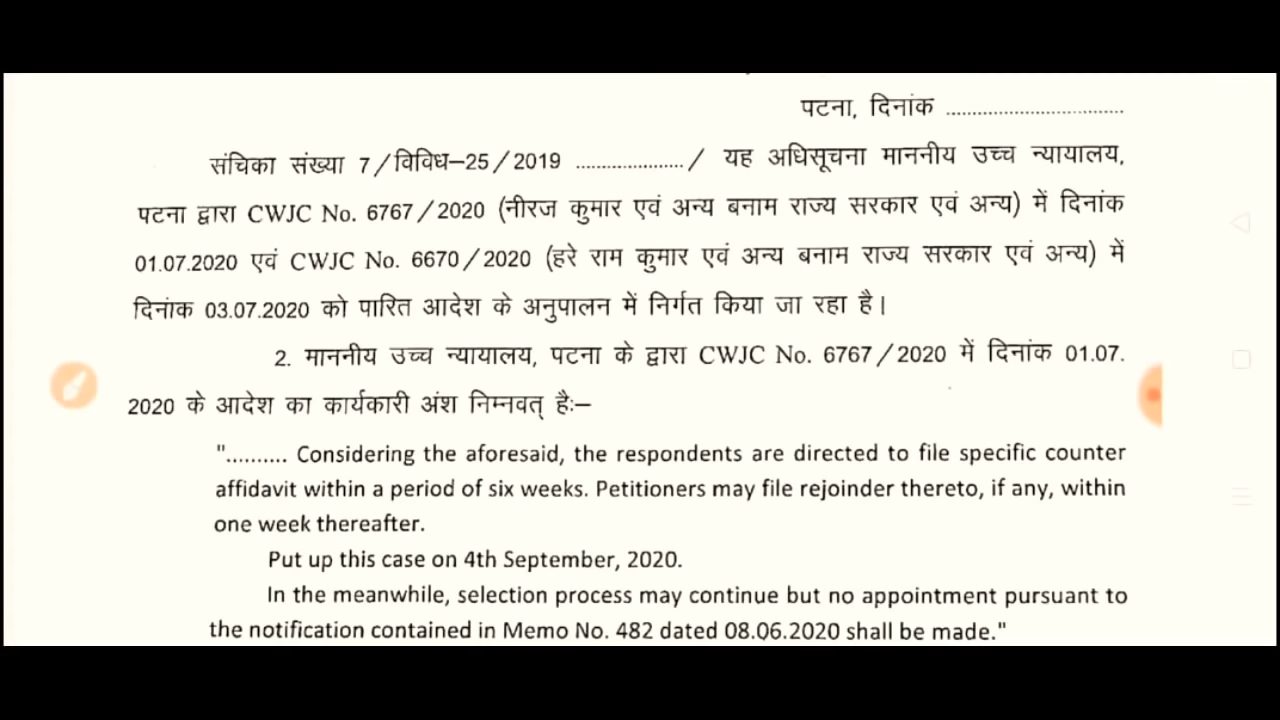 पटना, दिनांक ....................................
संचिका संख्या 7/विविध–25/2019 ..................... / यह अधिसूचना माननीय उच्च न्यायालय,
पटना द्वारा CWJC No. 6767/2020 (नीरज कुमार एवं अन्य बनाम राज्य सरकार एवं अन्य) में दिनांक
01.07.2020 एवं CWJC No. 6670/2020 (हरे राम कुमार एवं अन्य बनाम राज्य सरकार एवं अन्य) में
दिनांक 03.07.2020 को पारित आदेश के अनुपालन में निर्गत किया जा रहा है।
2. माननीय उच्च न्यायालय, पटना के द्वारा CWJC No. 6767/2020 में दिनांक 01.07.
2020 के आदेश का कार्यकारी अंश निम्नवत् हैः–
".......... Considering the aforesaid, the respondents are directed to file specific counter
affidavit within a period of six weeks. Petitioners may file rejoinder thereto, if any, within
one week thereafter.
Put up this case on 4th September, 2020.
In the meanwhile, selection process may continue but no appointment pursuant to
the notification contained in Memo No. 482 dated 08.06.2020 shall be made."